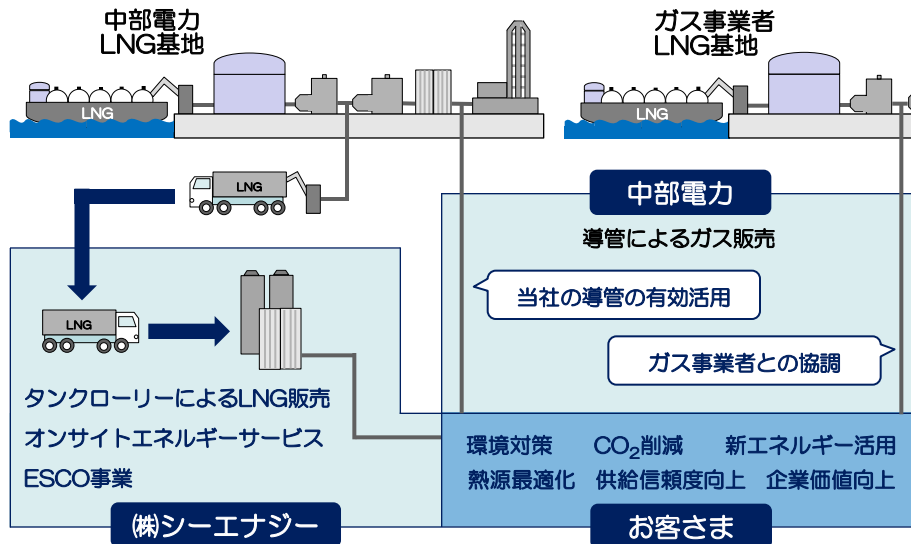 中部電力
LNG基地
ガス事業者
LNG基地
LNG
LNG
LNG
中部電力
導管によるガス販売
当社の導管の有効活用
LNG
ガス事業者との協調
タンクローリーによるLNG販売
オンサイトエネルギーサービス
ESCO事業
環境対策 CO2削減 新エネルギー活用
熱源最適化 供給信頼度向上 企業価値向上
㈱シーエナジー
お客さま